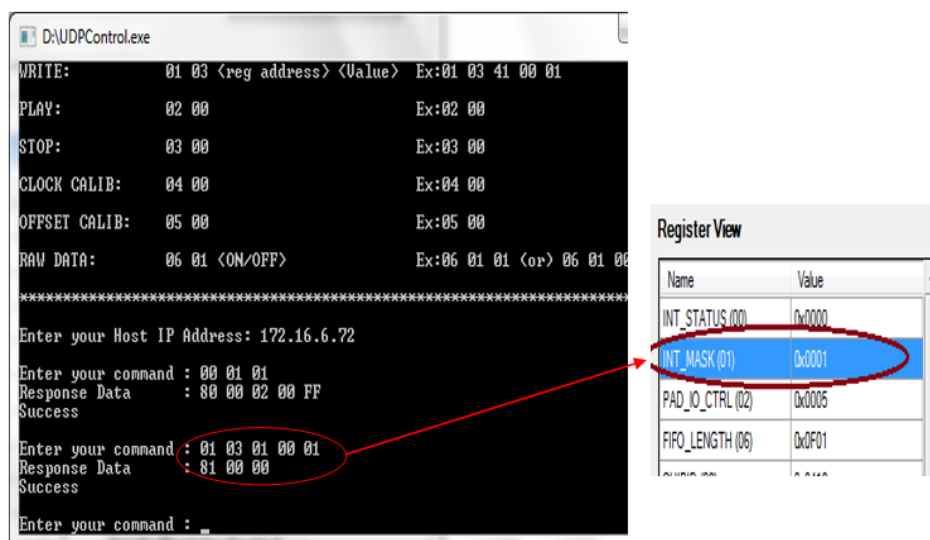 D:\UDPControl.exe
WRITE: 01 03 <reg address> <Value> Ex:01 03 41 00 01
PLAY: 02 00 Ex:02 00
STOP: 03 00 Ex:03 00
CLOCK CALIB: 04 00 Ex:04 00
OFFSET CALIB: 05 00 Ex:05 00
RAW DATA: 06 01 <ON/OFF> Ex:06 01 01 <or> 06 01 00
********************************************************************************
Enter your Host IP Address: 172.16.6.72
Enter your command : 00 01 01
Response Data : 80 00 02 00 FF
Success
Enter your command : 01 03 01 00 01
Response Data : 81 00 00
Success
Enter your command : _
Register View
Name Value
INT_STATUS (00) 0x0000
INT_MASK (01) 0x0001
PAD_IO_CTRL (02) 0x0005
FIFO_LENGTH (06) 0x0F01